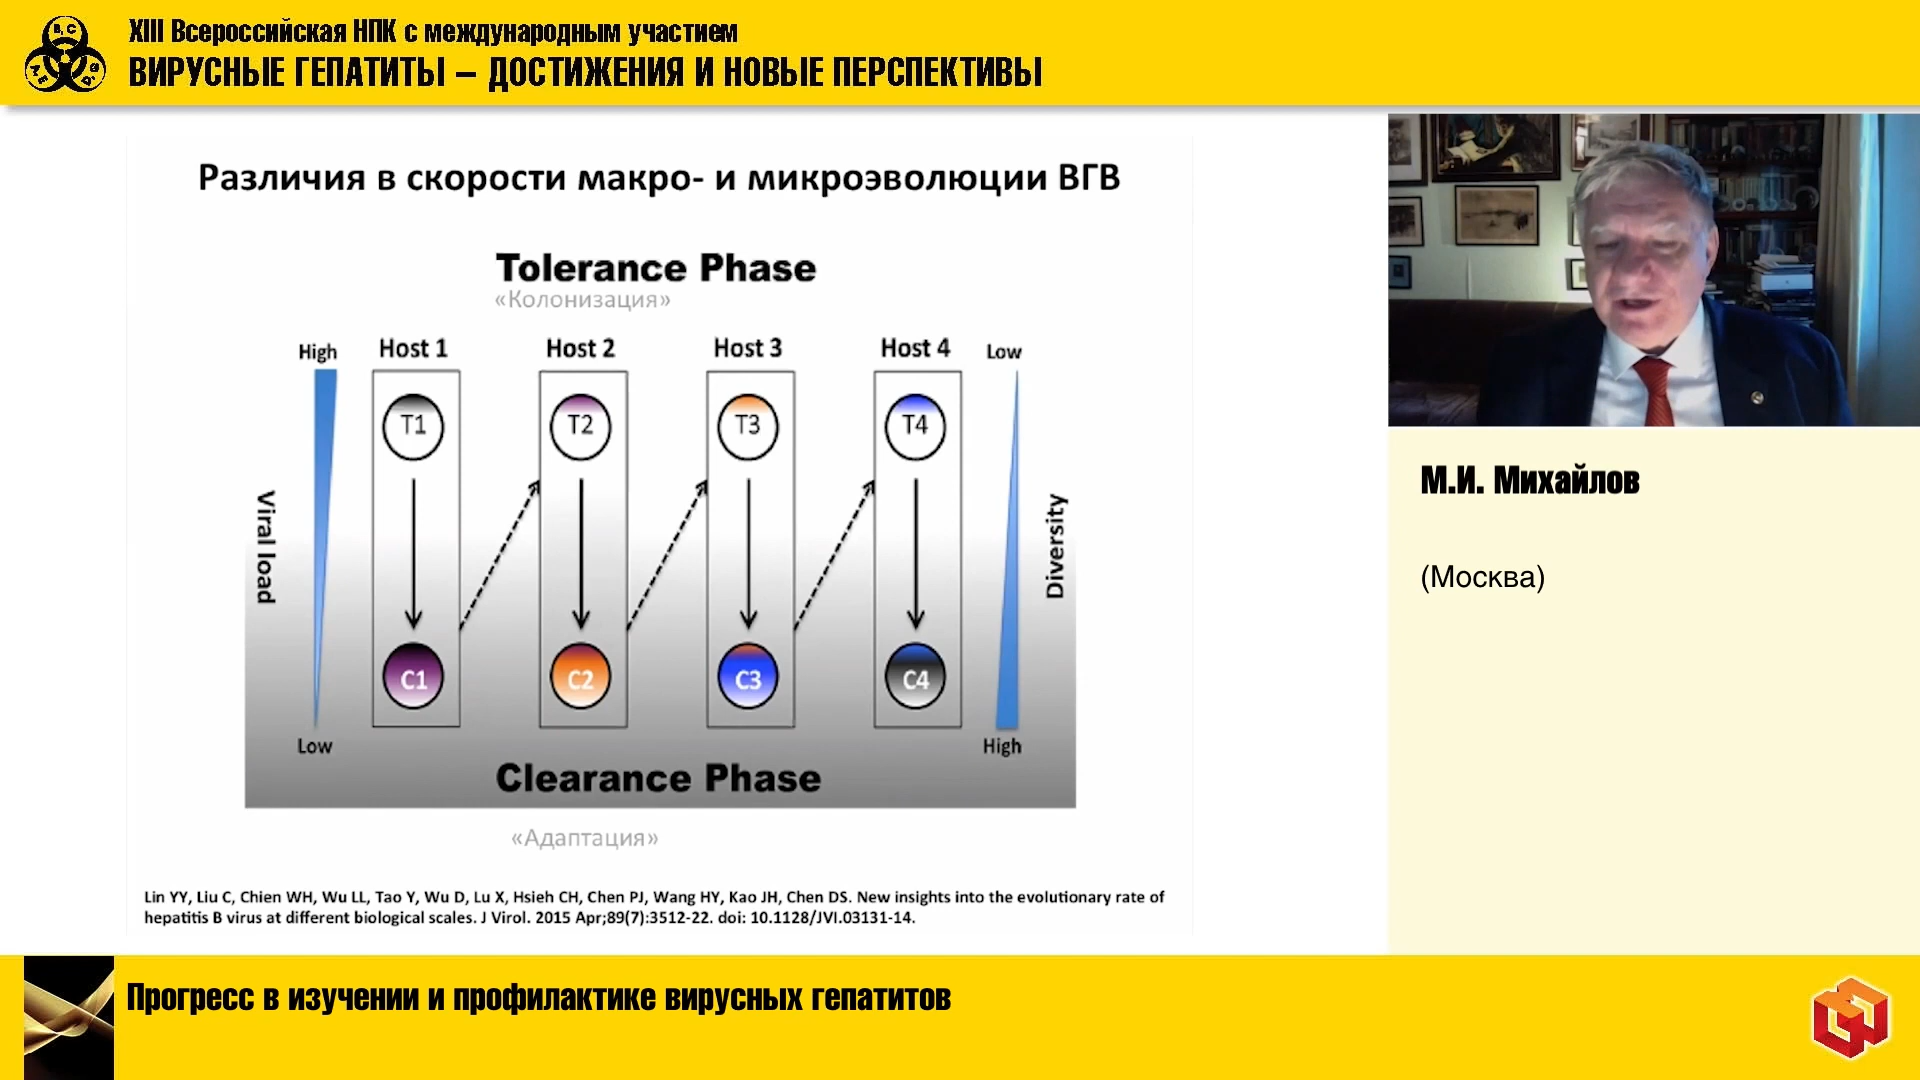 XIII Всероссийская НПК с международным участием
ВИРУСНЫЕ ГЕПАТИТЫ – ДОСТИЖЕНИЯ И НОВЫЕ ПЕРСПЕКТИВЫ
Различия в скорости макро- и микроэволюции ВГВ
Tolerance Phase
«Колонизация»
High Host 1 Host 2 Host 3 Host 4 Low
T1 T2 T3 T4
Viral load
Diversity
C1 C2 C3 C4
Low High
Clearance Phase
«Адаптация»
Lin YY, Liu C, Chien WH, Wu LL, Tao Y, Wu D, Lu X, Hsieh CH, Chen PJ, Wang HY, Kao JH, Chen DS. New insights into the evolutionary rate of
hepatitis B virus at different biological scales. J Virol. 2015 Apr;89(7):3512-22. doi: 10.1128/JVI.03131-14.
М.И. Михайлов
(Москва)
Прогресс в изучении и профилактике вирусных гепатитов